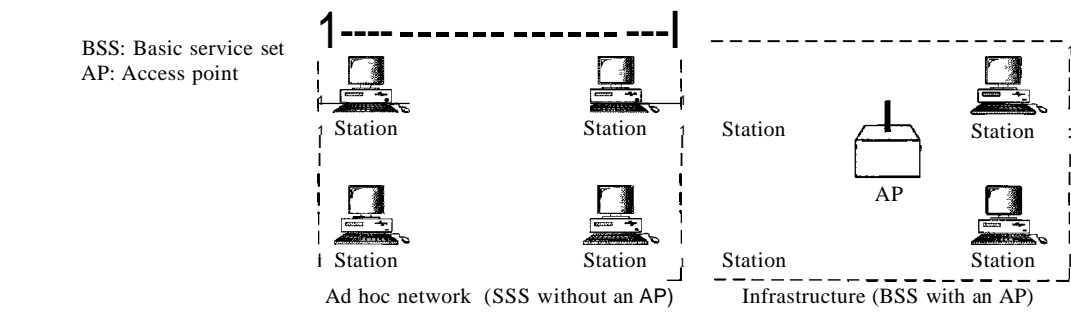 BSS: Basic service set
AP: Access point
Station Station Station Station
AP
Station Station Station Station
Ad hoc network (SSS without an AP) Infrastructure (BSS with an AP)